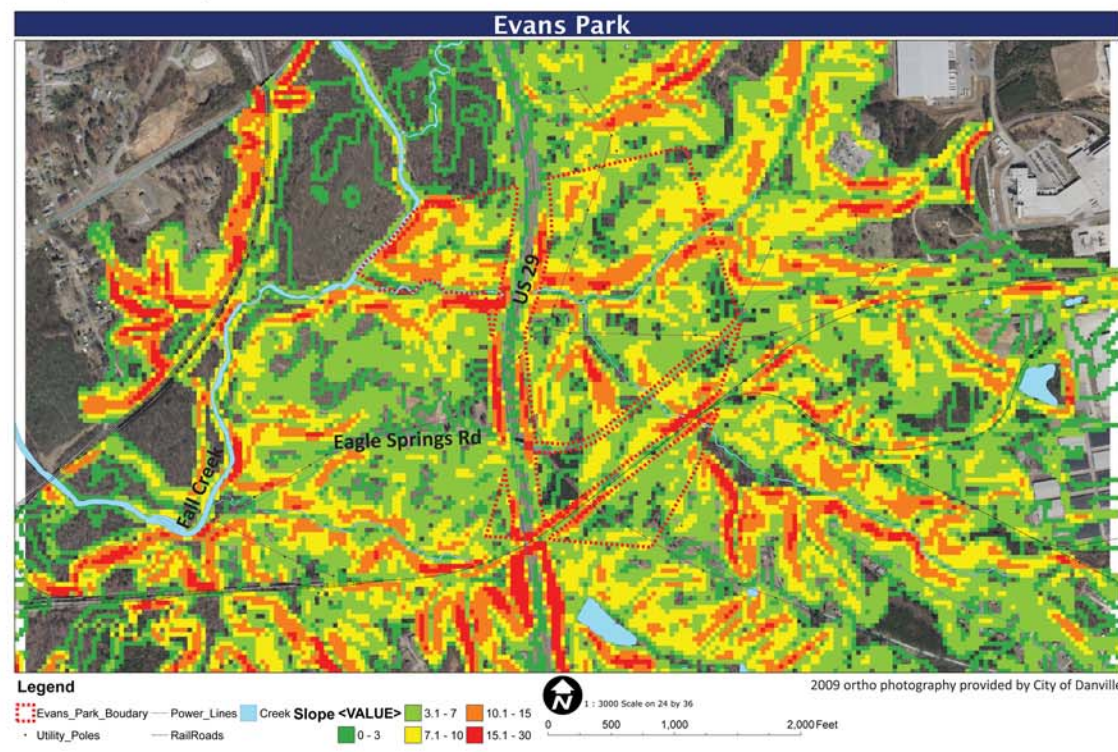 Evans Park
US 29
Eagle Springs Rd
Fall Creek
Legend
2009 ortho photography provided by City of Danville
Evans_Park_Boudary
Power_Lines
Creek
Slope <VALUE>
3.1 - 7
10.1 - 15
Utility_Poles
RailRoads
0 - 3
7.1 - 10
15.1 - 30
N
1 : 3000 Scale on 24 by 36
0 500 1,000 2,000 Feet